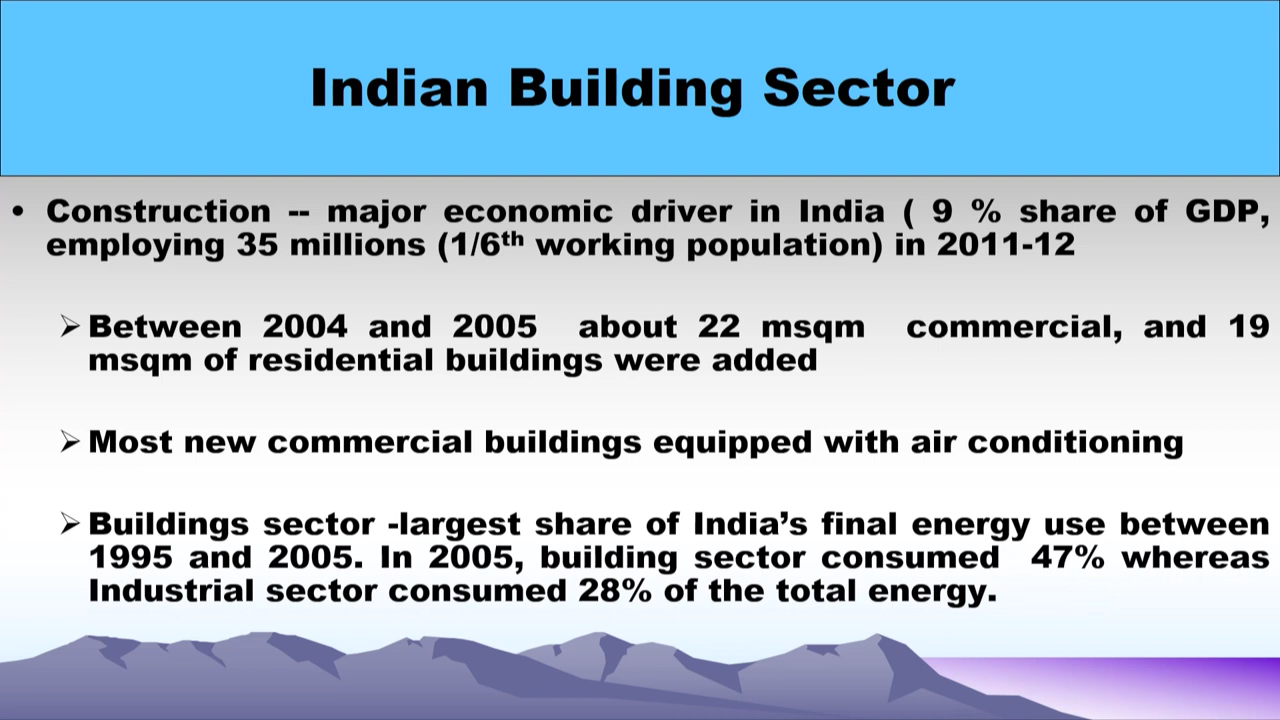 Indian Building Sector
• Construction -- major economic driver in India ( 9 % share of GDP,
employing 35 millions (1/6th working population) in 2011-12
➢ Between 2004 and 2005 about 22 msqm commercial, and 19
msqm of residential buildings were added
➢ Most new commercial buildings equipped with air conditioning
➢ Buildings sector -largest share of India’s final energy use between
1995 and 2005. In 2005, building sector consumed 47% whereas
Industrial sector consumed 28% of the total energy.